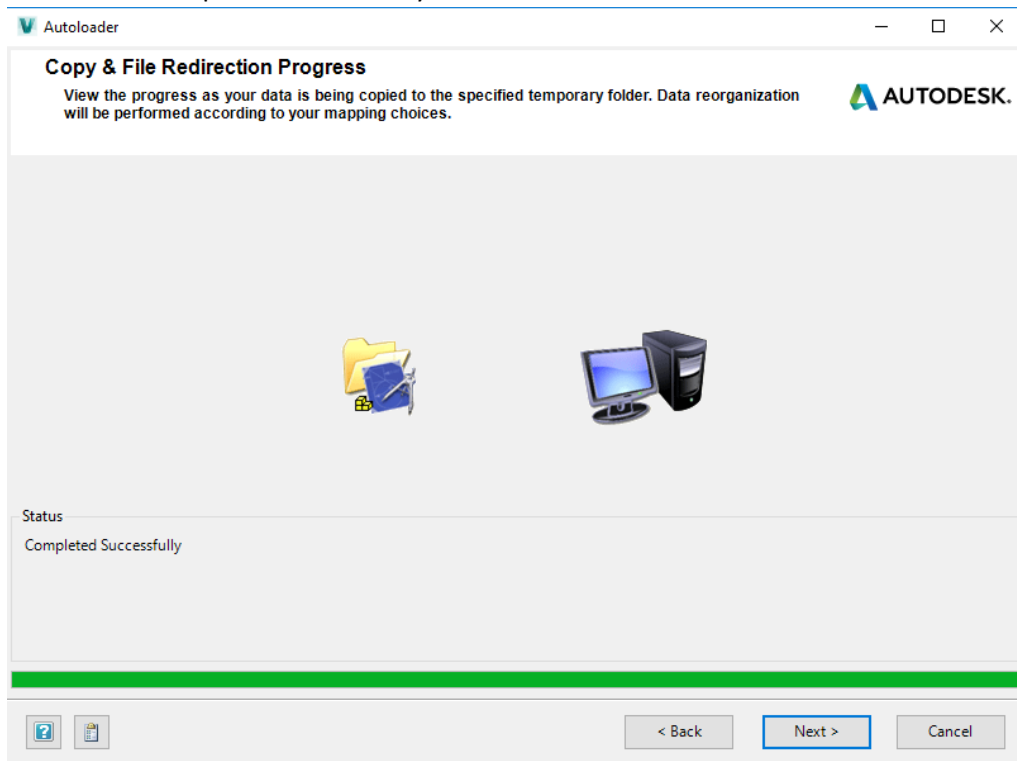 Autoloader
Copy & File Redirection Progress
View the progress as your data is being copied to the specified temporary folder. Data reorganization
will be performed according to your mapping choices.
AUTODESK.
Status
Completed Successfully
< Back
Next >
Cancel